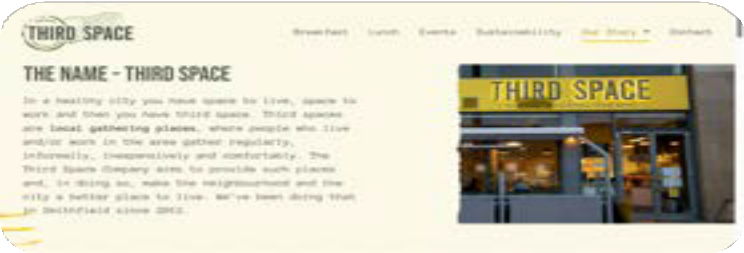 THIRD SPACE
Breakfast Lunch Events Sustainability Our Story Contact
THE NAME – THIRD SPACE
In a healthy city you have space to live, space to
work and then you have third space. Third spaces
are local gathering places, where people who live
and/or work in the area gather regularly,
informally, inexpensively and comfortably. The
Third Space Company aims to provide such places
and, in doing so, make the neighbourhood and the
city a better place to live. We've been doing that
in Smithfield since 2012.
THIRD SPACE